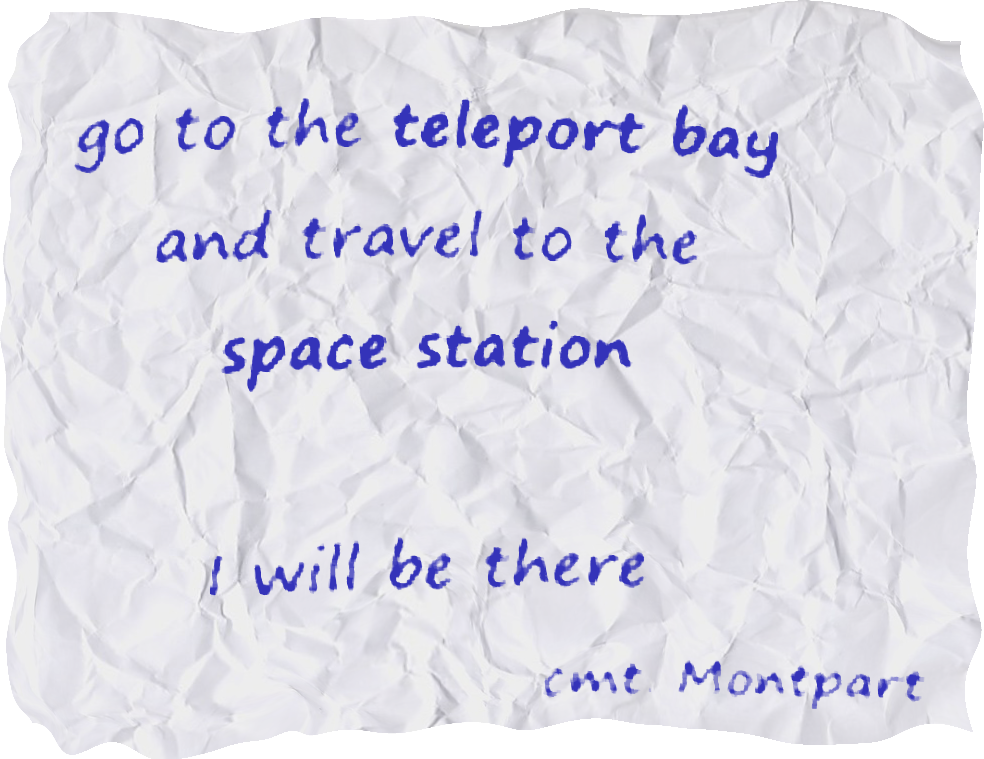 go to the teleport bay
and travel to the
space station
I will be there
cmt Montpart